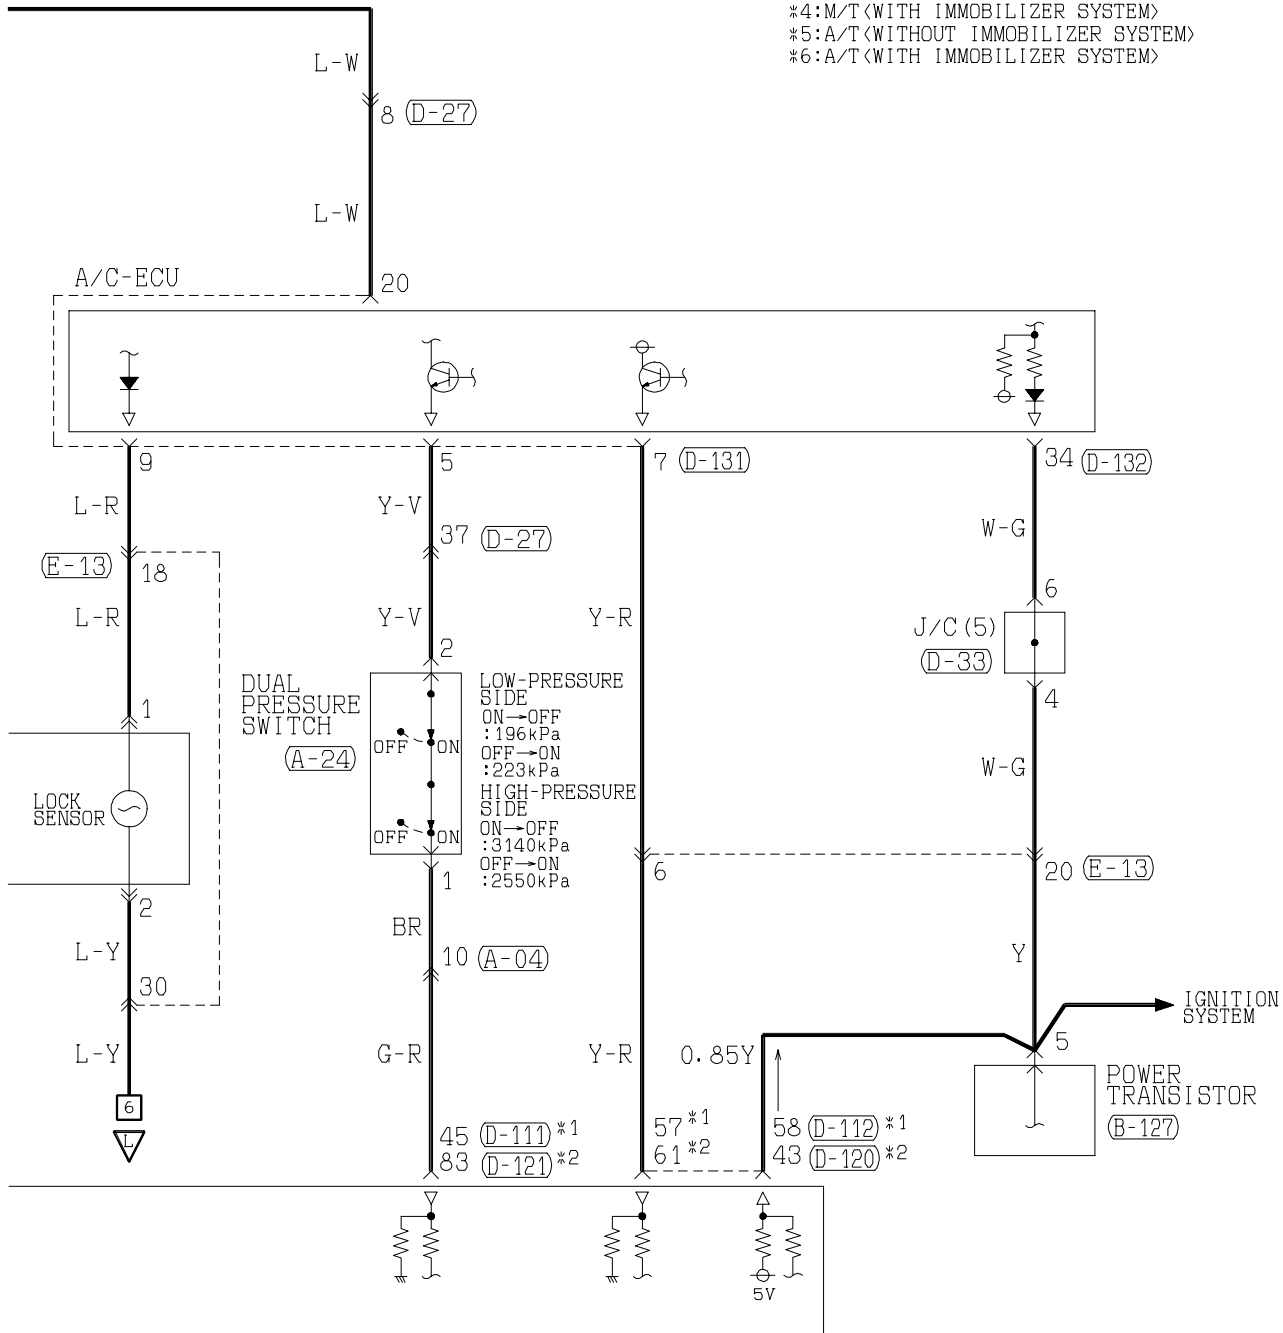 *4:M/T<WITH IMMOBILIZER SYSTEM>
*5:A/T<WITHOUT IMMOBILIZER SYSTEM>
*6:A/T<WITH IMMOBILIZER SYSTEM>
L-W
8 (D-27)
L-W
A/C-ECU
20
9
5
7 (D-131)
34 (D-132)
L-R
Y-V
37 (D-27)
W-G
(E-13)
18
L-R
Y-V
Y-R
6
J/C(5)
(D-33)
2
4
1
DUAL
PRESSURE
SWITCH
(A-24)
OFF ON
OFF ON
LOW-PRESSURE
SIDE
ON→OFF
:196kPa
OFF→ON
:223kPa
HIGH-PRESSURE
SIDE
ON→OFF
:3140kPa
OFF→ON
:2550kPa
W-G
LOCK
SENSOR
2
1
6
20 (E-13)
L-Y
BR
10 (A-04)
Y
30
IGNITION
SYSTEM
L-Y
G-R
Y-R
0.85Y
5
POWER
TRANSISTOR
(B-127)
6
L
45 (D-111)*1
83 (D-121)*2
57*1
61*2
58 (D-112)*1
43 (D-120)*2
5V